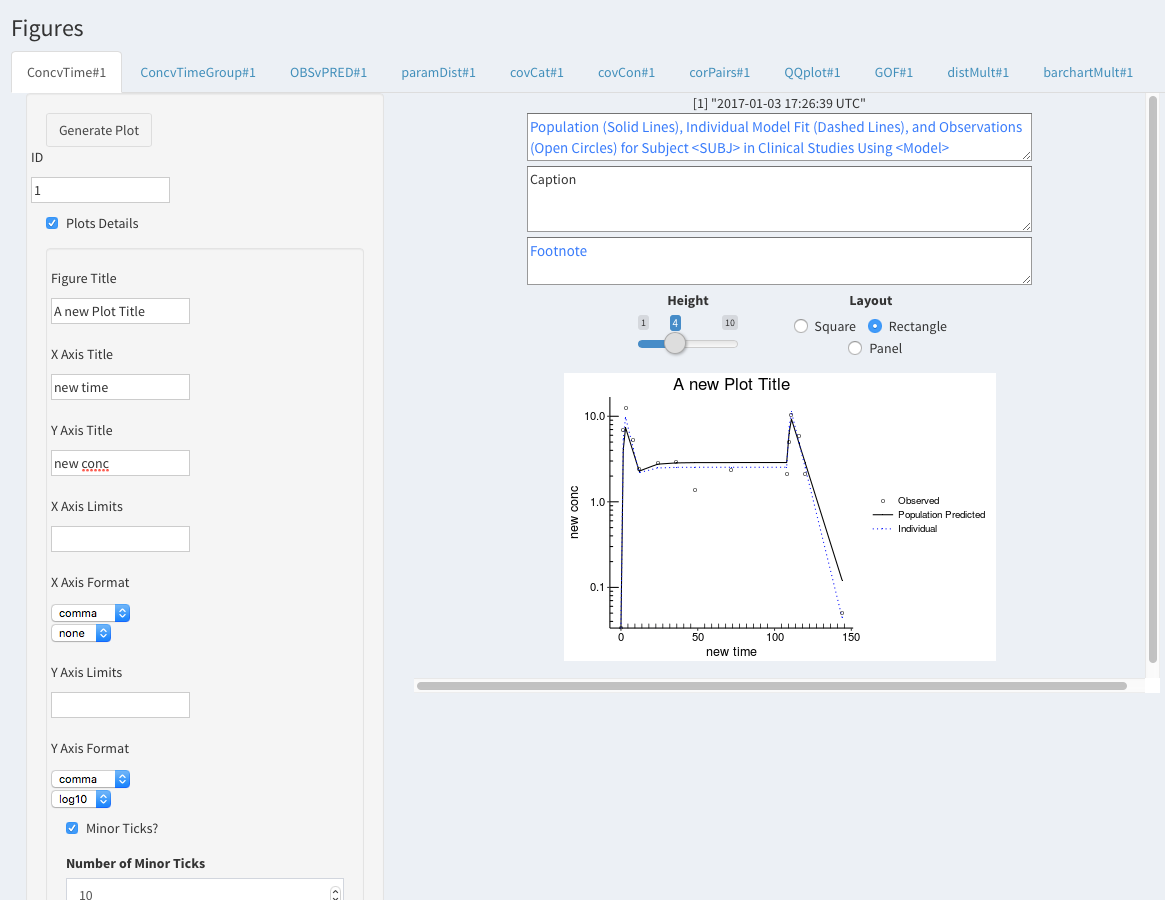 Figures
ConcvTime#1 ConcvTimeGroup#1 OBSvPRED#1 paramDist#1 covCat#1 covCon#1 corPairs#1 QQplot#1 GOF#1 distMult#1 barchartMult#1
Generate Plot
ID
1
Plots Details
Figure Title
A new Plot Title
X Axis Title
new time
Y Axis Title
new conc
X Axis Limits
X Axis Format
comma
none
Y Axis Limits
Y Axis Format
comma
log10
Minor Ticks?
Number of Minor Ticks
10
[1] "2017-01-03 17:26:39 UTC"
Population (Solid Lines), Individual Model Fit (Dashed Lines), and Observations
(Open Circles) for Subject <SUBJ> in Clinical Studies Using <Model>
Caption
Footnote
Height
1 4 10
Layout
Square Rectangle
Panel
A new Plot Title
10.0
1.0
0.1
new conc
0 50 100 150
new time
Observed
Population Predicted
Individual